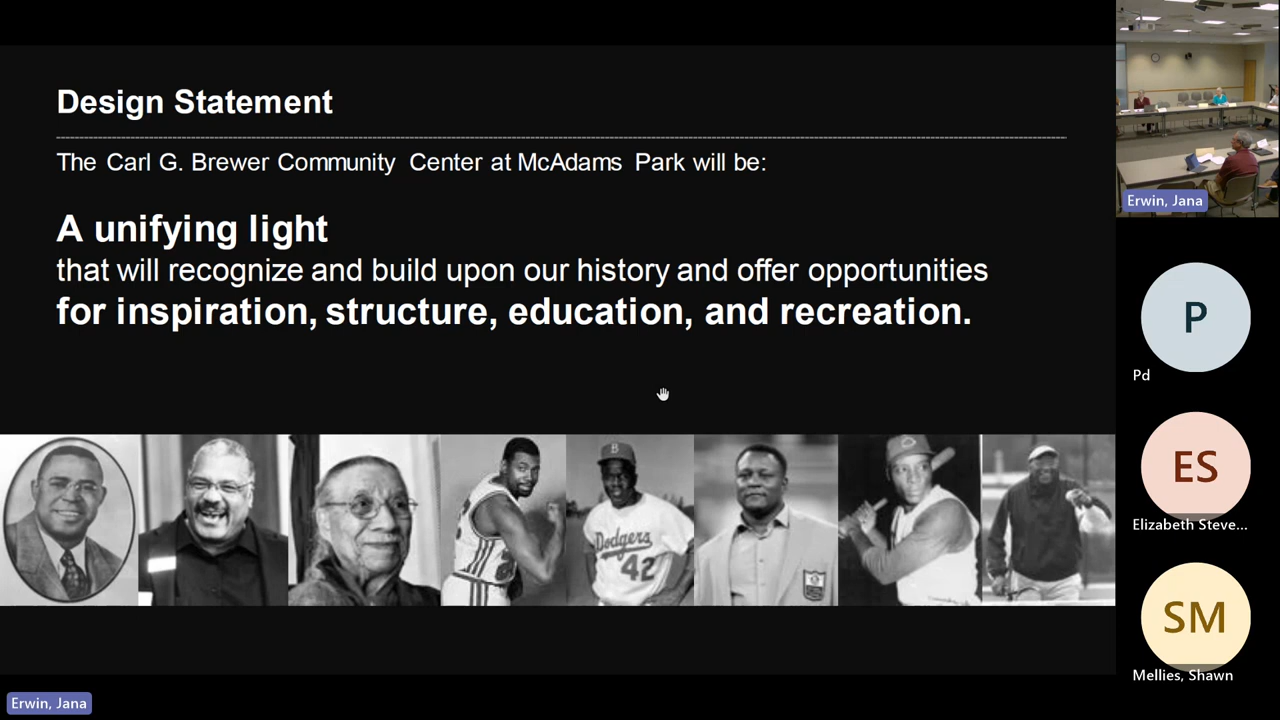 Design Statement
The Carl G. Brewer Community Center at McAdams Park will be:
A unifying light
that will recognize and build upon our history and offer opportunities
for inspiration, structure, education, and recreation.
B
Dodgers
42
Erwin, Jana
P
Pd
ES
Elizabeth Steve...
SM
Mellies, Shawn
Erwin, Jana